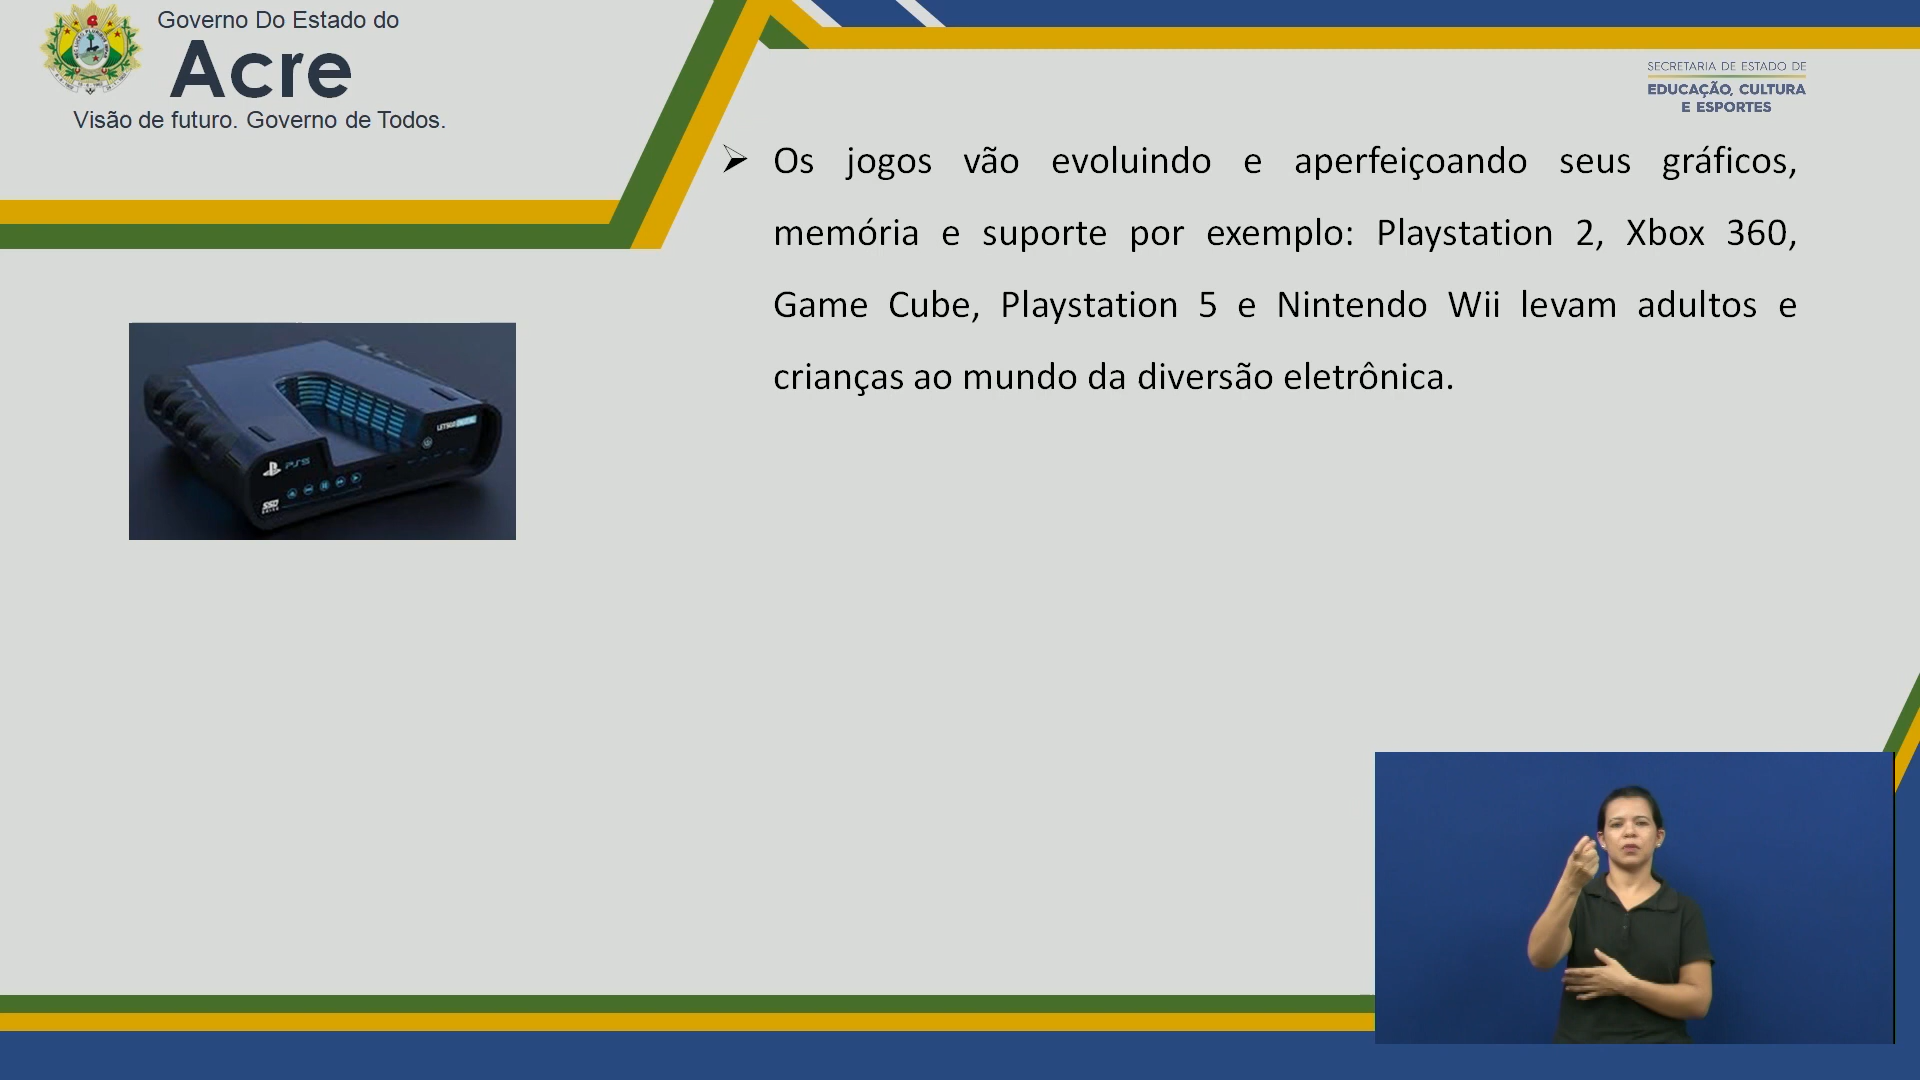 Governo Do Estado do
Acre
Visão de futuro. Governo de Todos.
SECRETARIA DE ESTADO DE
EDUCAÇÃO, CULTURA
E ESPORTES
Os jogos vão evoluindo e aperfeiçoando seus gráficos,
memória e suporte por exemplo: Playstation 2, Xbox 360,
Game Cube, Playstation 5 e Nintendo Wii levam adultos e
crianças ao mundo da diversão eletrônica.
LETSGODIGITAL
PS5
SSD